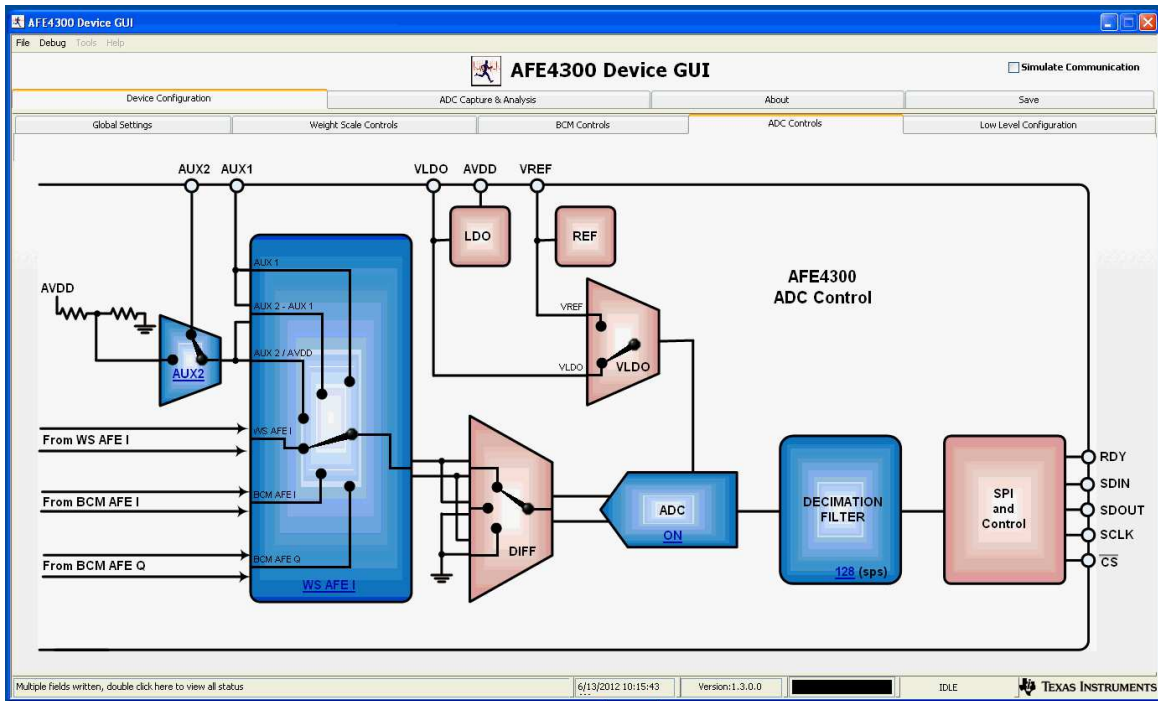 AFE4300 Device GUI
File Debug Tools Help
AFE4300 Device GUI
Simulate Communication
Device Configuration ADC Capture & Analysis About Save
Global Settings Weight Scale Controls BCM Controls ADC Controls Low Level Configuration
AUX2 AUX1 VLDO AVDD VREF
LDO REF
AUX 1
AFE4300
ADC Control
AVDD
AUX 2 - AUX 1
VREF
AUX 2 / AVDD
VLDO VLDO
AUX2
WS AFE I
From WS AFE I
RDY
SDIN
BCM AFE I
From BCM AFE I
ADC
ON
DECIMATION
FILTER
SPI
and
Control
SDOUT
SCLK
DIFF
BCM AFE Q
From BCM AFE Q
CS
WS AFE I
128 (sps)
Multiple fields written, double click here to view all status 6/13/2012 10:15:43 Version:1.3.0.0 IDLE TEXAS INSTRUMENTS